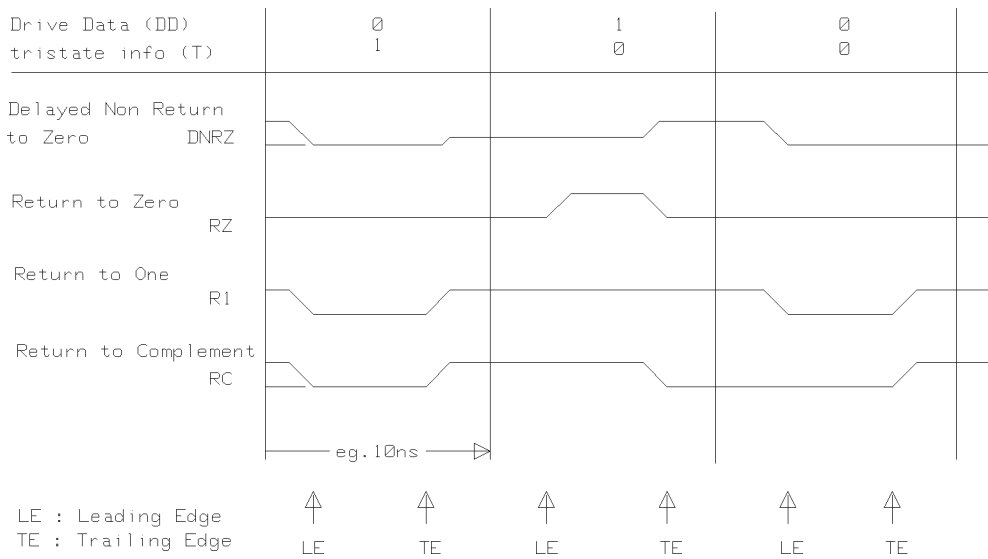 Drive Data (DD) 0 1 0
tristate info (T) 1 0 0
Delayed Non Return
to Zero DNRZ
Return to Zero
RZ
Return to One
R1
Return to Complement
RC
eg.10ns
LE : Leading Edge
TE : Trailing Edge
LE TE LE TE LE TE